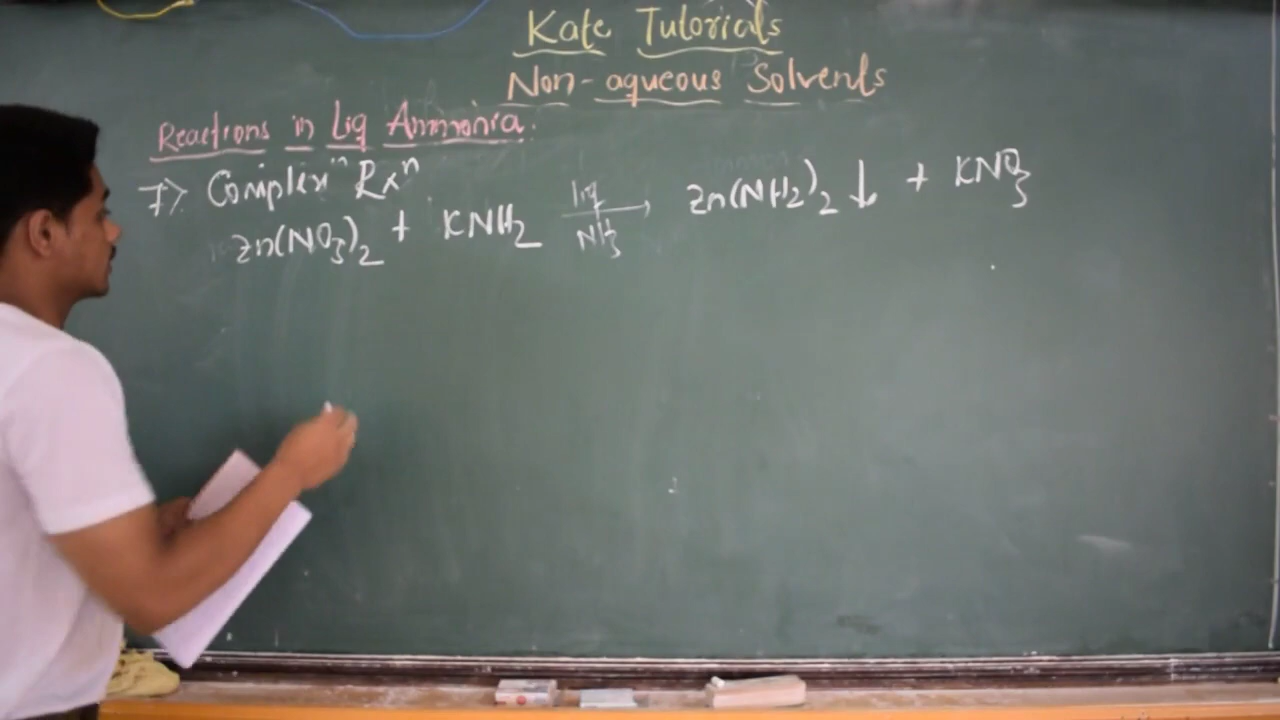 Kate Tutorials
Non-aqueous Solvents
Reactions in Liq Ammonia.
7> Complexⁿ Rxⁿ
Zn(NO₃)₂ + KNH₂ —liq NH₃→ Zn(NH₂)₂ ↓ + KNO₃